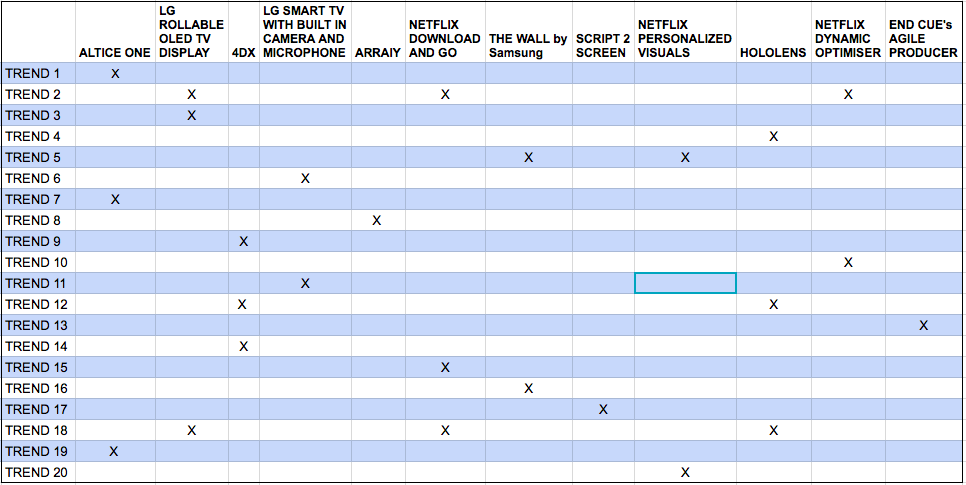 ALTICE ONE
LG
ROLLABLE
OLED TV
DISPLAY
4DX
LG SMART TV
WITH BUILT IN
CAMERA AND
MICROPHONE
ARRAIY
NETFLIX
DOWNLOAD
AND GO
THE WALL by
Samsung
SCRIPT 2
SCREEN
NETFLIX
PERSONALIZED
VISUALS
HOLOLENS
NETFLIX
DYNAMIC
OPTIMISER
END CUE's
AGILE
PRODUCER
TREND 1 X
TREND 2 X X X
TREND 3 X
TREND 4 X
TREND 5 X X
TREND 6 X
TREND 7 X
TREND 8 X
TREND 9 X
TREND 10 X
TREND 11 X
TREND 12 X X
TREND 13 X
TREND 14 X
TREND 15 X
TREND 16 X
TREND 17 X
TREND 18 X X X
TREND 19 X
TREND 20 X